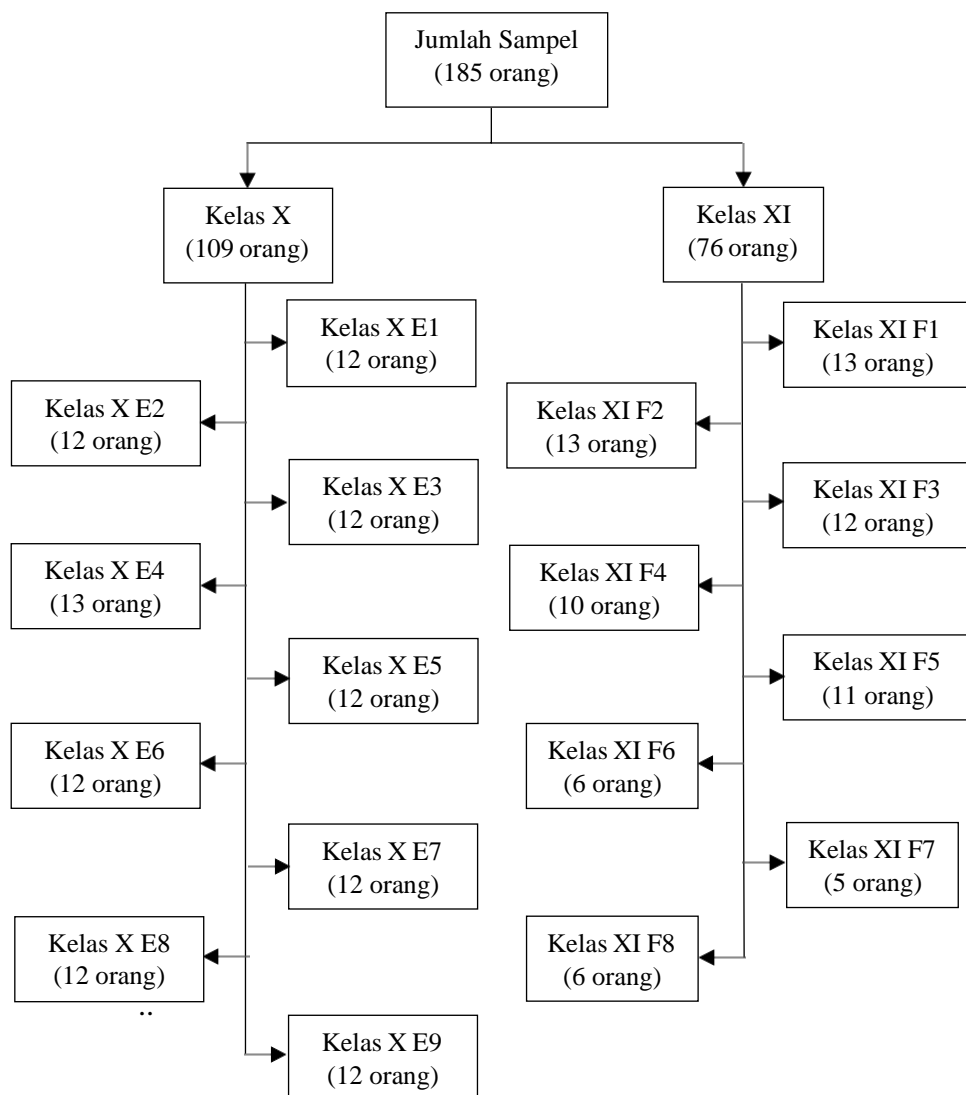 Jumlah Sampel
(185 orang)
Kelas X
(109 orang)
Kelas XI
(76 orang)
Kelas X E1
(12 orang)
Kelas X E2
(12 orang)
Kelas X E3
(12 orang)
Kelas X E4
(13 orang)
Kelas X E5
(12 orang)
Kelas X E6
(12 orang)
Kelas X E7
(12 orang)
Kelas X E8
(12 orang)
..
Kelas X E9
(12 orang)
Kelas XI F1
(13 orang)
Kelas XI F2
(13 orang)
Kelas XI F3
(12 orang)
Kelas XI F4
(10 orang)
Kelas XI F5
(11 orang)
Kelas XI F6
(6 orang)
Kelas XI F7
(5 orang)
Kelas XI F8
(6 orang)